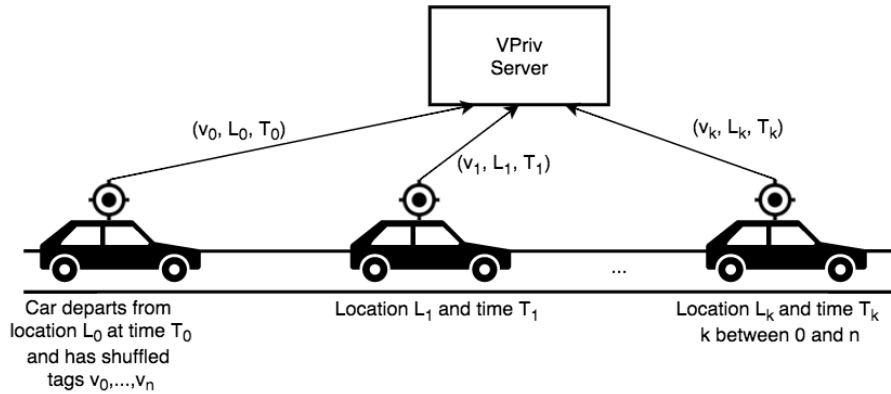 VPriv
Server
(v₀, L₀, T₀)
(v₁, L₁, T₁)
(vₖ, Lₖ, Tₖ)
...
Car departs from
location L₀ at time T₀
and has shuffled
tags v₀,...,vₙ
Location L₁ and time T₁
Location Lₖ and time Tₖ
k between 0 and n